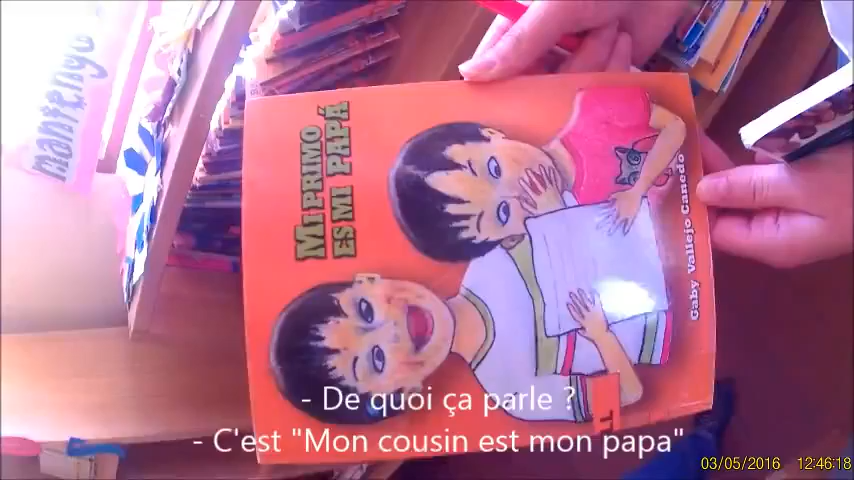 mantengo
MI PRIMO
ES MI PAPÁ
Gaby Vallejo Canedo
- De quoi ça parle ?
- C'est "Mon cousin est mon papa"
03/05/2016 12:46:18